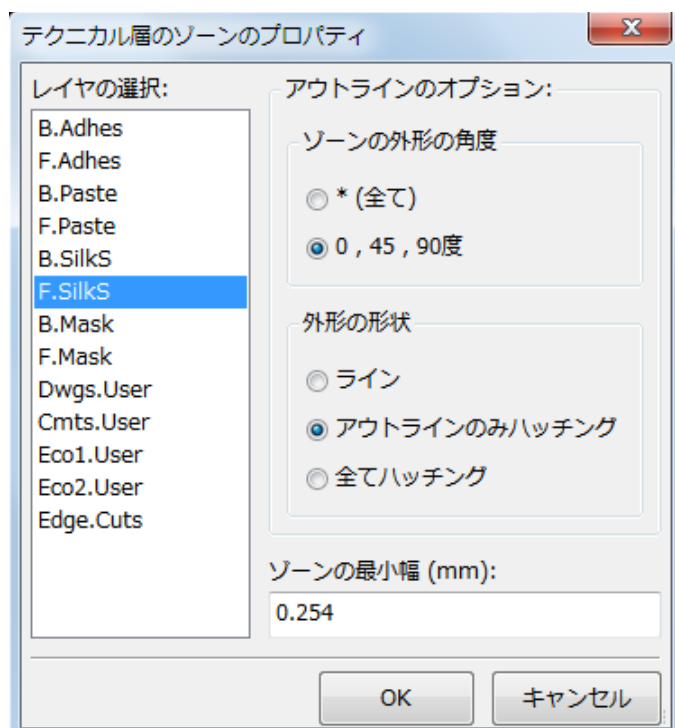 テクニカル層のゾーンのプロパティ
レイヤの選択:
B.Adhes
F.Adhes
B.Paste
F.Paste
B.SilkS
F.SilkS
B.Mask
F.Mask
Dwgs.User
Cmts.User
Eco1.User
Eco2.User
Edge.Cuts
アウトラインのオプション:
ゾーンの外形の角度
* (全て)
0 , 45 , 90度
外形の形状
ライン
アウトラインのみハッチング
全てハッチング
ゾーンの最小幅 (mm):
0.254
OK
キャンセル